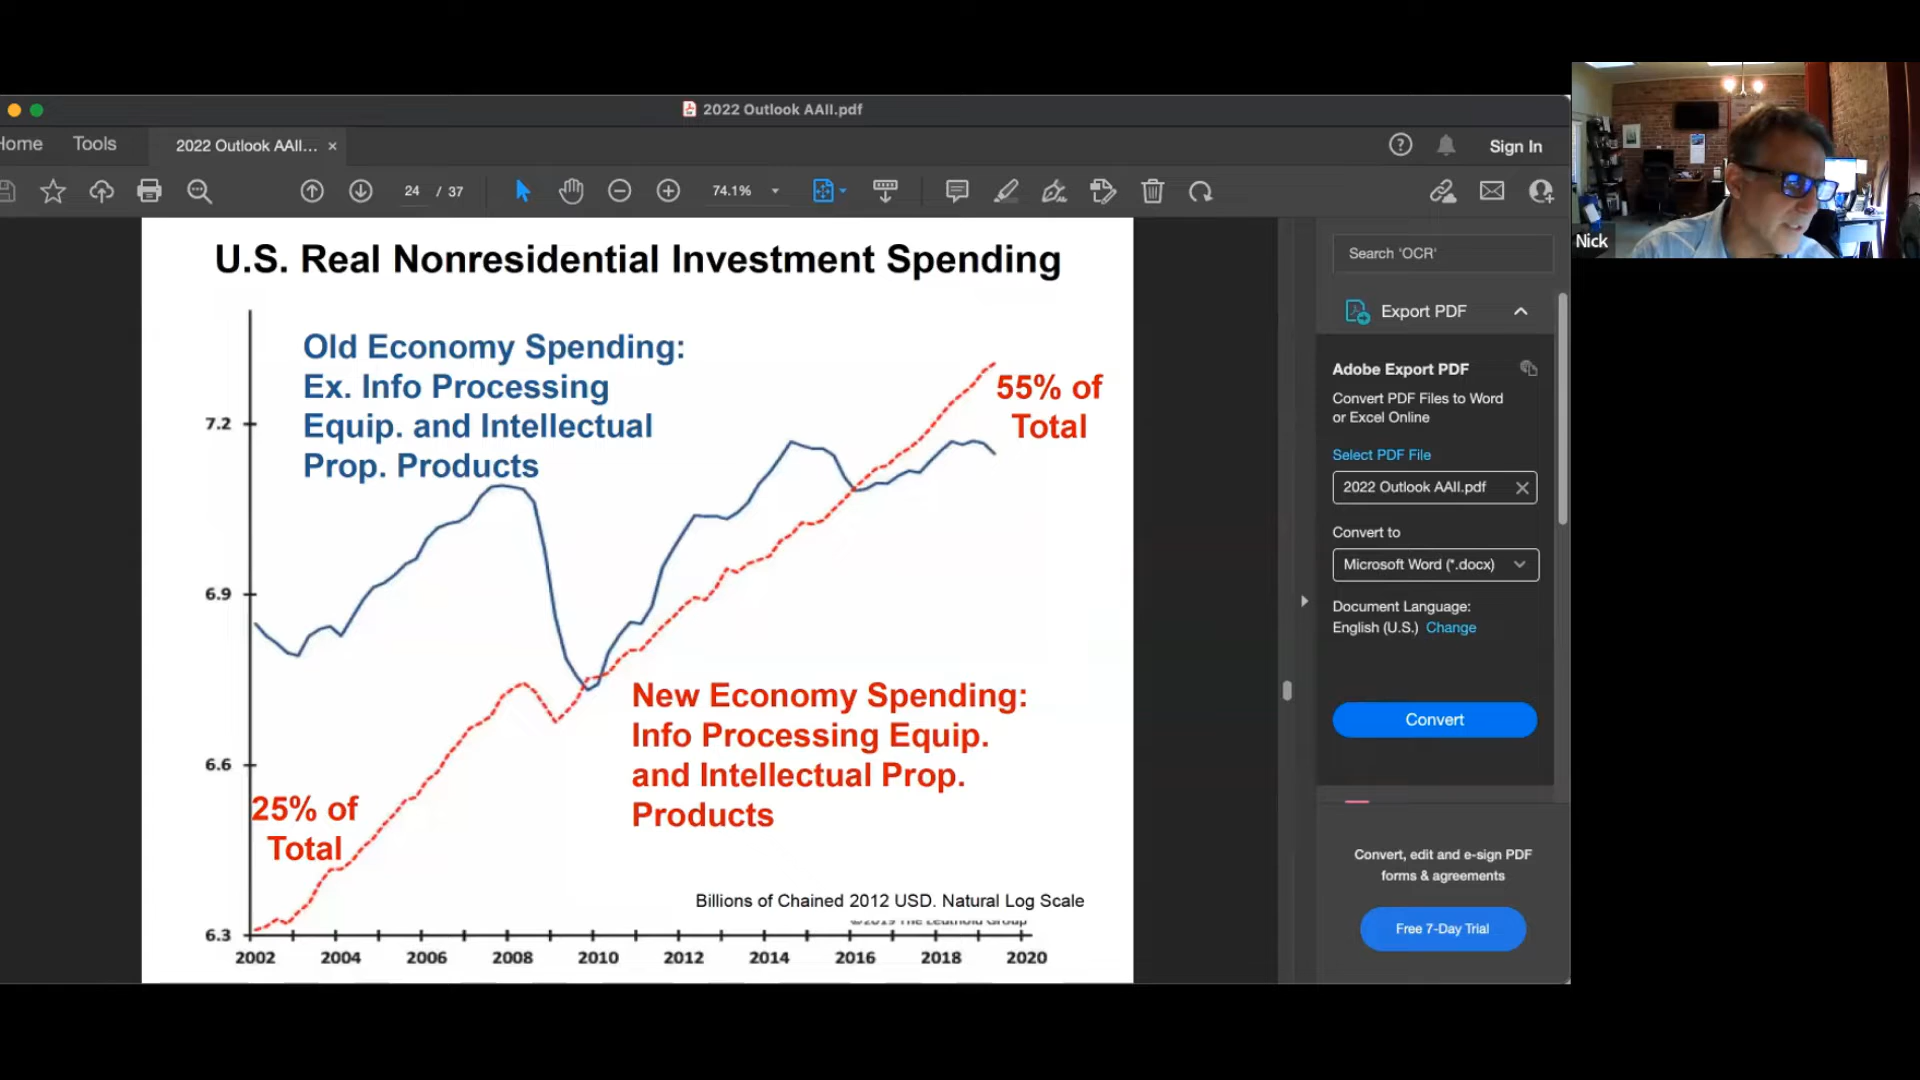 2022 Outlook AAII.pdf
Home
Tools
2022 Outlook AAII...
Sign In
24 / 37
74.1%
Nick
U.S. Real Nonresidential Investment Spending
Old Economy Spending:
Ex. Info Processing
Equip. and Intellectual
Prop. Products
55% of
Total
7.2
6.9
6.6
6.3
New Economy Spending:
Info Processing Equip.
and Intellectual Prop.
Products
25% of
Total
Billions of Chained 2012 USD. Natural Log Scale
©2019 The Leuthold Group
2002 2004 2006 2008 2010 2012 2014 2016 2018 2020
Search 'OCR'
Export PDF
Adobe Export PDF
Convert PDF Files to Word
or Excel Online
Select PDF File
2022 Outlook AAII.pdf
Convert to
Microsoft Word (*.docx)
Document Language:
English (U.S.) Change
Convert
Convert, edit and e-sign PDF
forms & agreements
Free 7-Day Trial